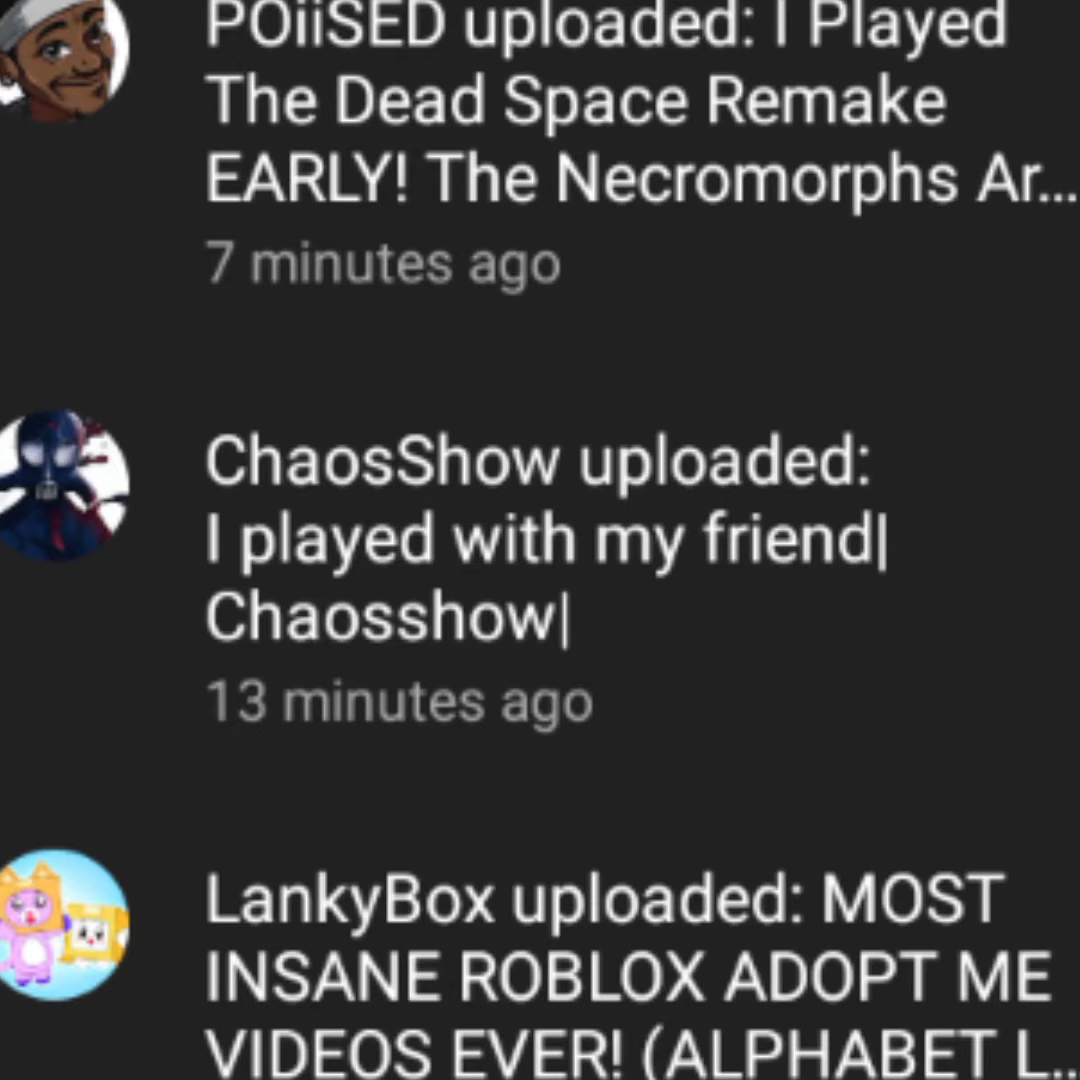 POiiSED uploaded: I Played
The Dead Space Remake
EARLY! The Necromorphs Ar...
7 minutes ago
ChaosShow uploaded:
I played with my friend|
Chaosshow|
13 minutes ago
LankyBox uploaded: MOST
INSANE ROBLOX ADOPT ME
VIDEOS EVER! (ALPHABET L...